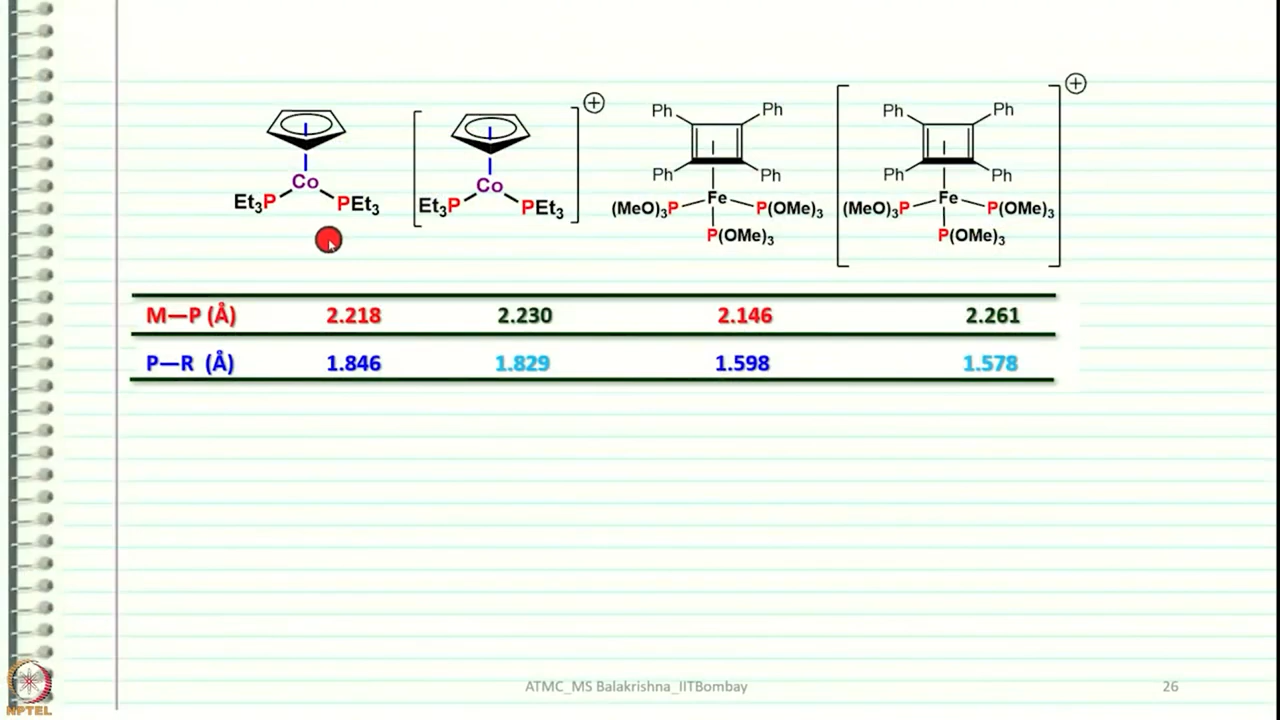 Ph Ph Ph Ph
Co Co
Et3P PEt3 Et3P PEt3
Ph Ph Ph Ph
Fe Fe
(MeO)3P P(OMe)3 (MeO)3P P(OMe)3
P(OMe)3 P(OMe)3
M—P (Å) 2.218 2.230 2.146 2.261
P—R (Å) 1.846 1.829 1.598 1.578
ATMC_MS Balakrishna_IITBombay 26
NPTEL